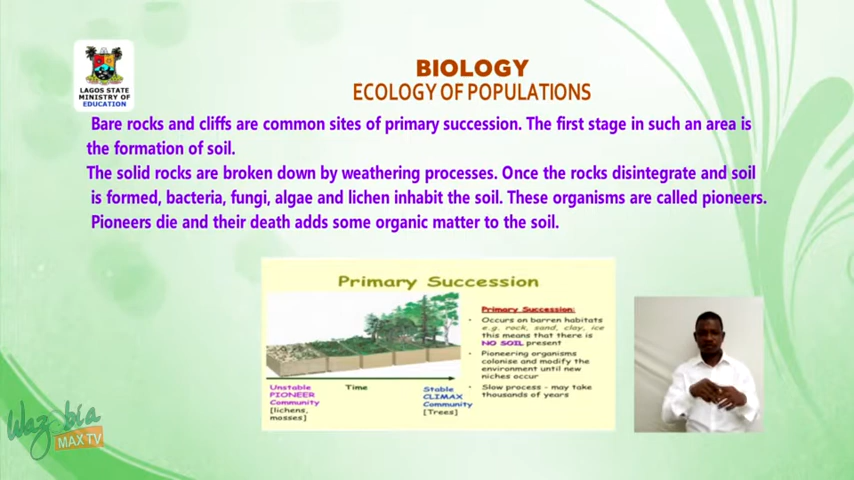 LAGOS STATE
MINISTRY OF
EDUCATION
BIOLOGY
ECOLOGY OF POPULATIONS
Bare rocks and cliffs are common sites of primary succession. The first stage in such an area is
the formation of soil.
The solid rocks are broken down by weathering processes. Once the rocks disintegrate and soil
is formed, bacteria, fungi, algae and lichen inhabit the soil. These organisms are called pioneers.
Pioneers die and their death adds some organic matter to the soil.
Primary Succession
Primary Succession:
• Occurs on barren habitats
e.g. rock, sand, clay, ice
this means that there is
NO SOIL present
• Pioneering organisms
colonise and modify the
environment until new
niches occur
• Slow process - may take
thousands of years
Unstable
PIONEER
Community
[lichens,
mosses]
Time
Stable
CLIMAX
Community
[Trees]
Wazobia
MAX TV